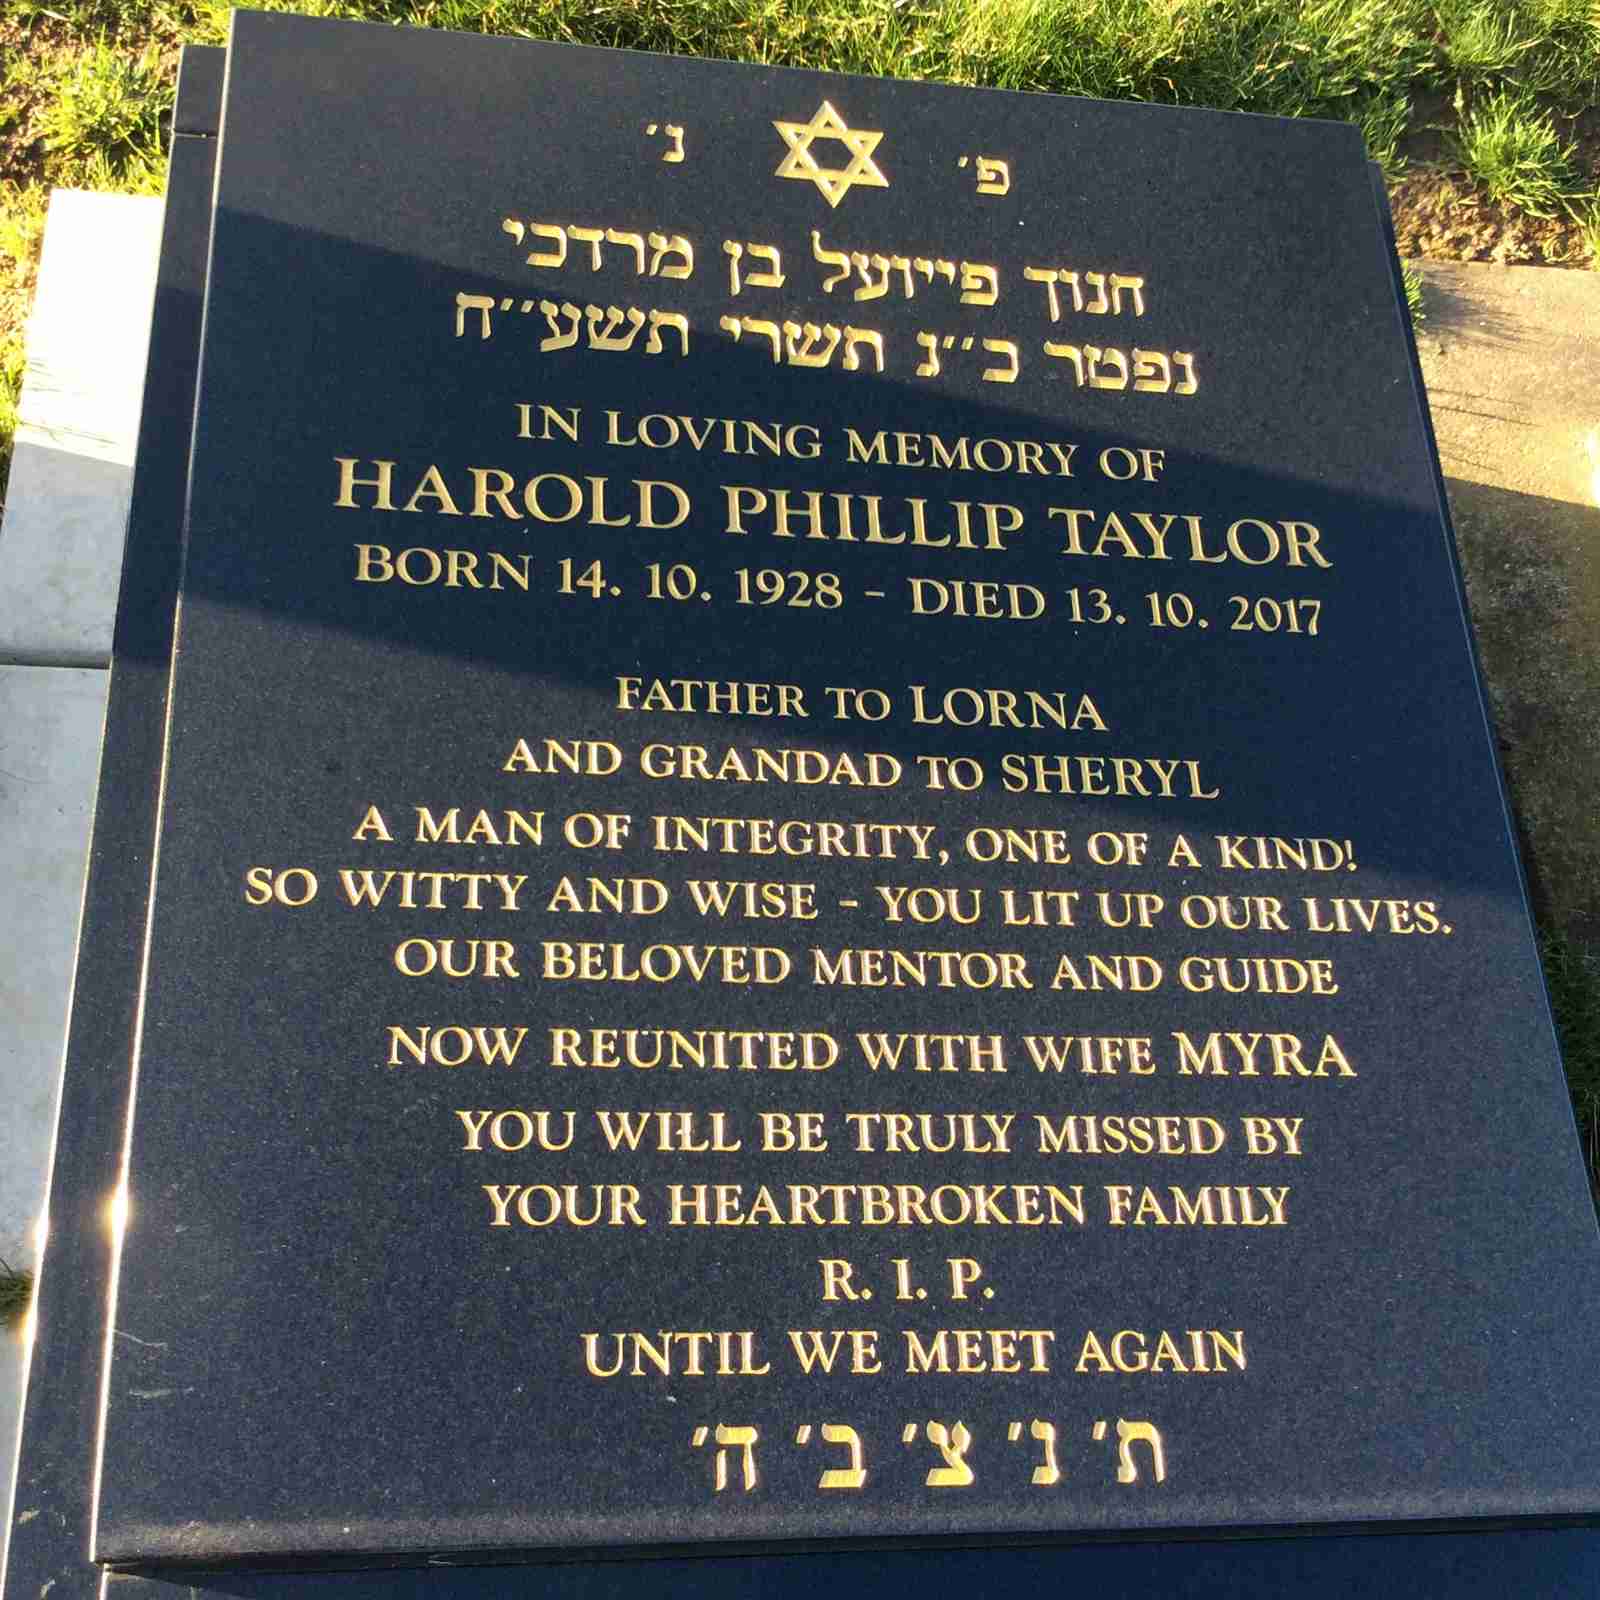 פ׳ נ׳
חנוך פייועל בן מרדכי
נפטר כ״נ תשרי תשע״ח
IN LOVING MEMORY OF
HAROLD PHILLIP TAYLOR
BORN 14. 10. 1928 - DIED 13. 10. 2017
FATHER TO LORNA
AND GRANDAD TO SHERYL
A MAN OF INTEGRITY, ONE OF A KIND!
SO WITTY AND WISE - YOU LIT UP OUR LIVES.
OUR BELOVED MENTOR AND GUIDE
NOW REUNITED WITH WIFE MYRA
YOU WILL BE TRULY MISSED BY
YOUR HEARTBROKEN FAMILY
R. I. P.
UNTIL WE MEET AGAIN
ת׳ נ׳ צ׳ ב׳ ה׳